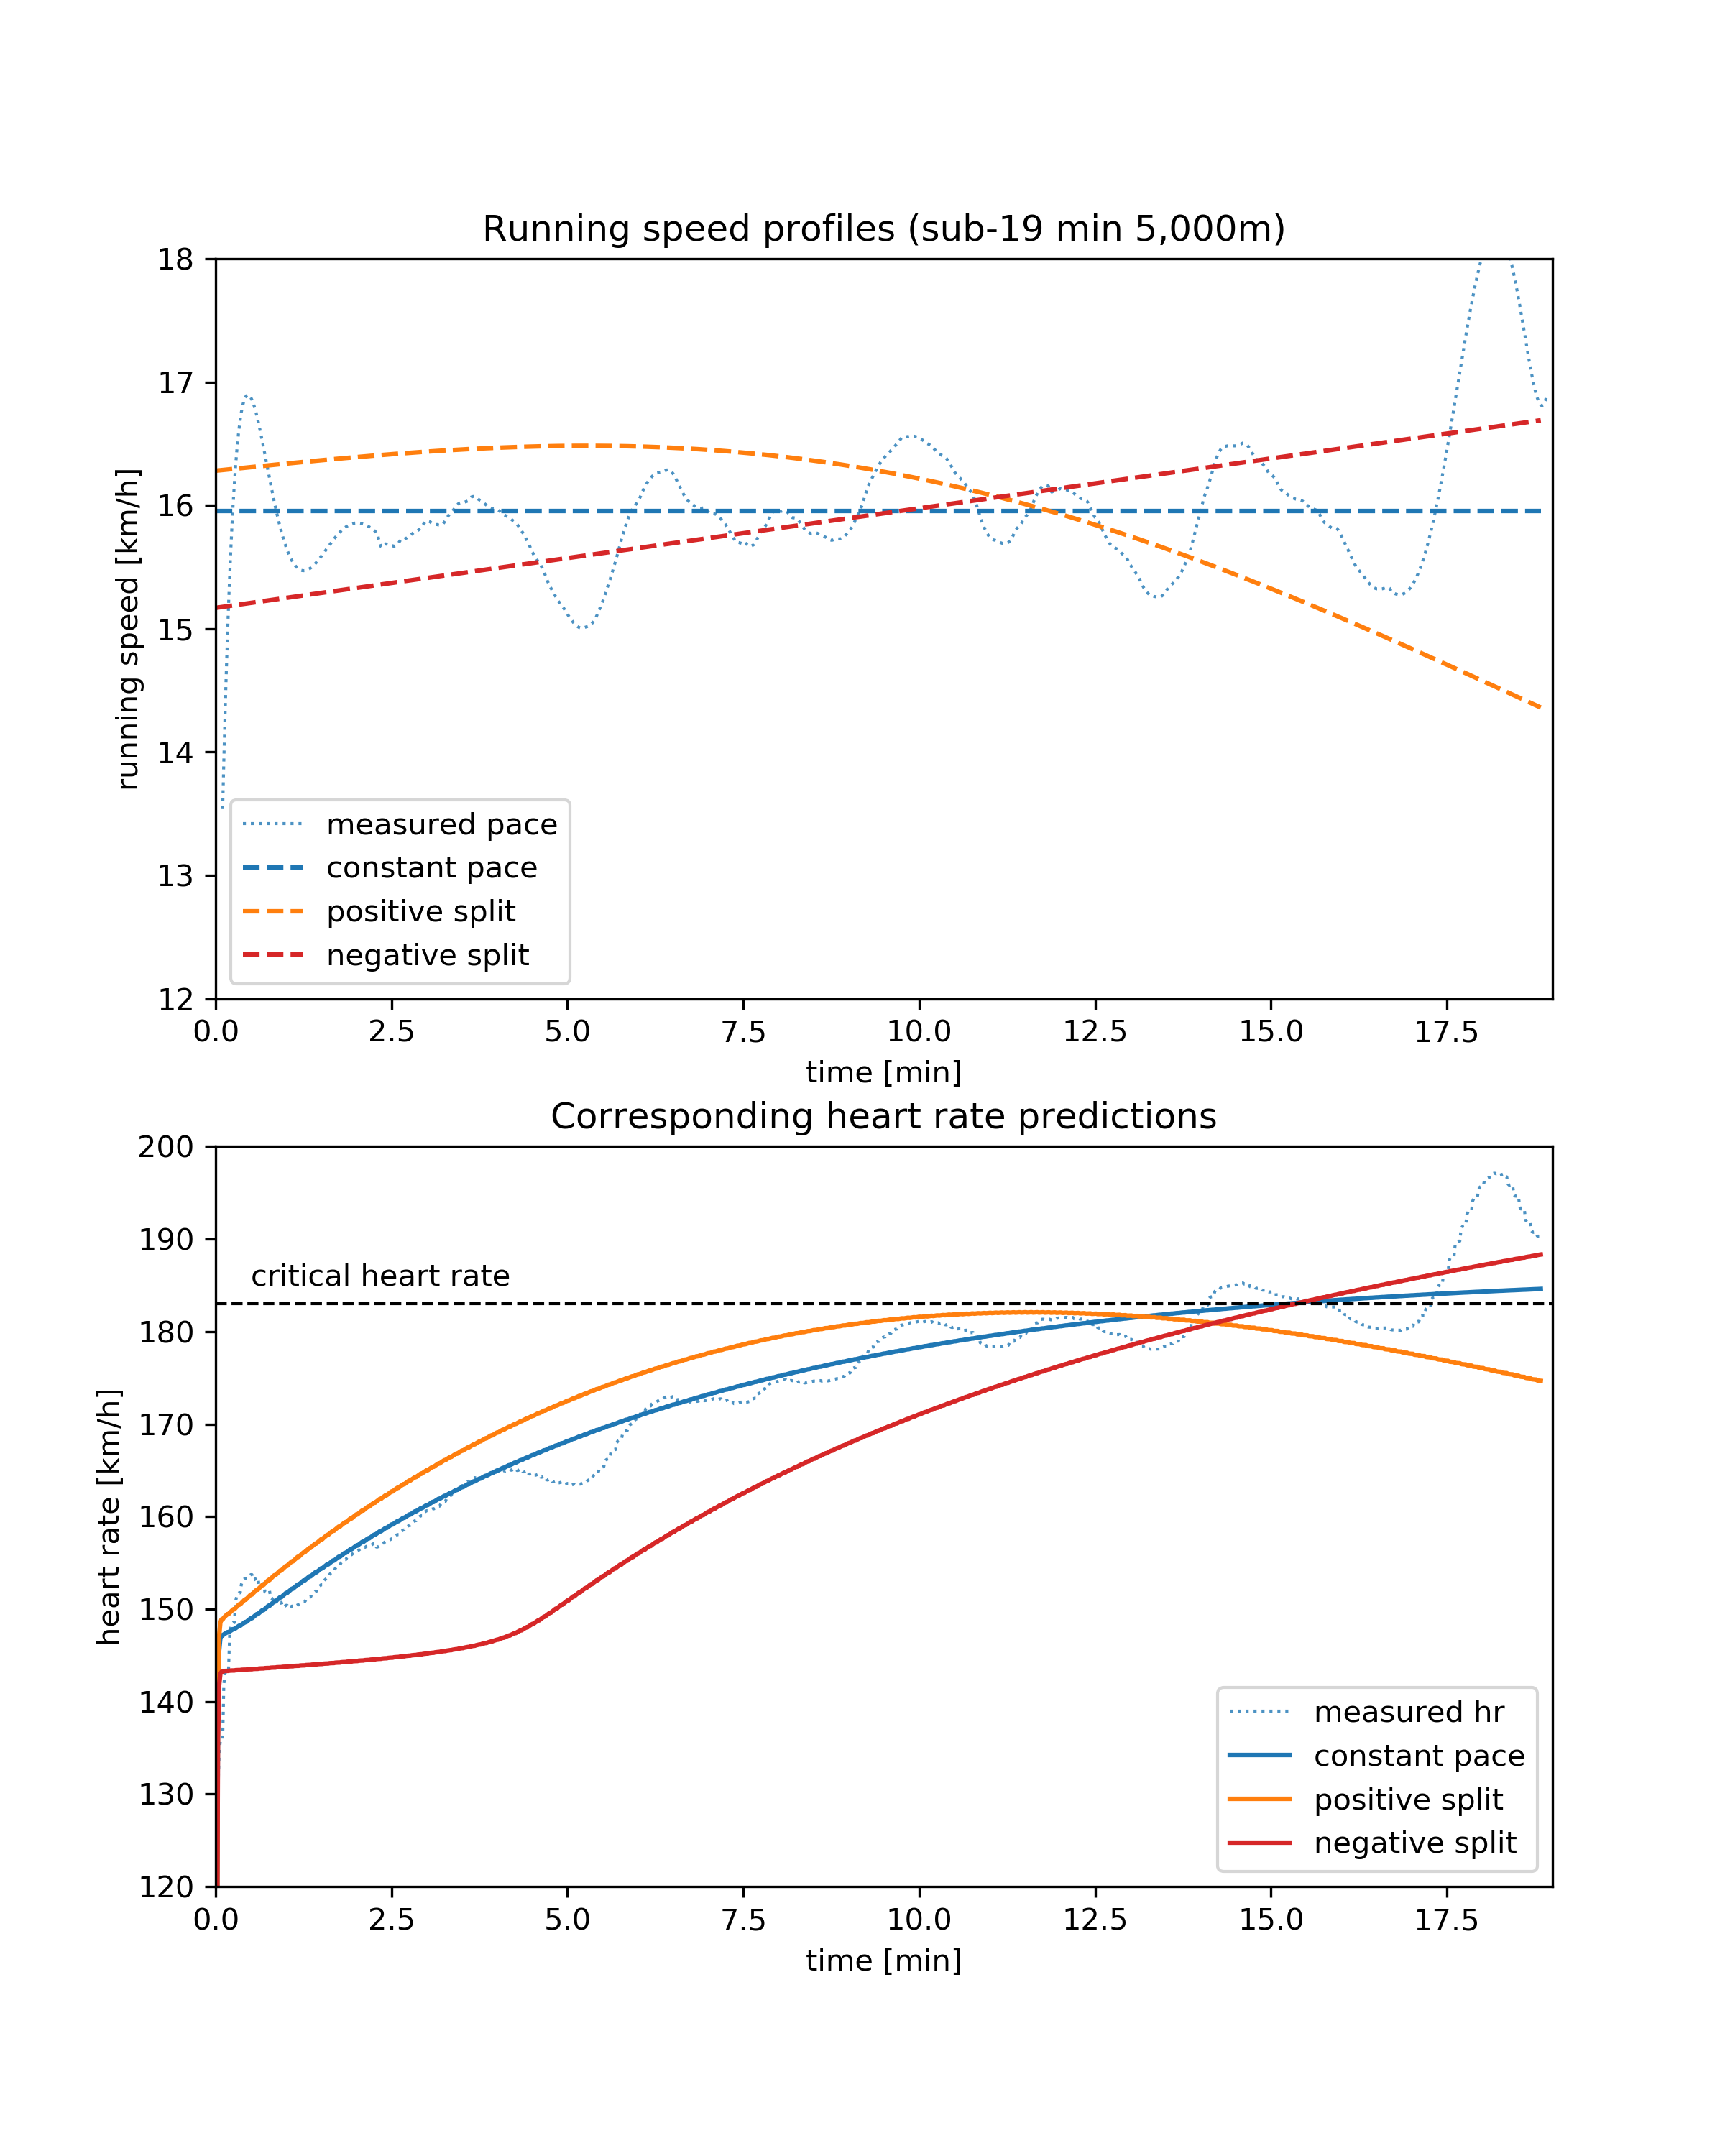 Running speed profiles (sub-19 min 5,000m)
18
17
16
15
14
13
12
running speed [km/h]
measured pace
constant pace
positive split
negative split
0.0 2.5 5.0 7.5 10.0 12.5 15.0 17.5
time [min]
Corresponding heart rate predictions
200
190
180
170
160
150
140
130
120
heart rate [km/h]
critical heart rate
measured hr
constant pace
positive split
negative split
0.0 2.5 5.0 7.5 10.0 12.5 15.0 17.5
time [min]